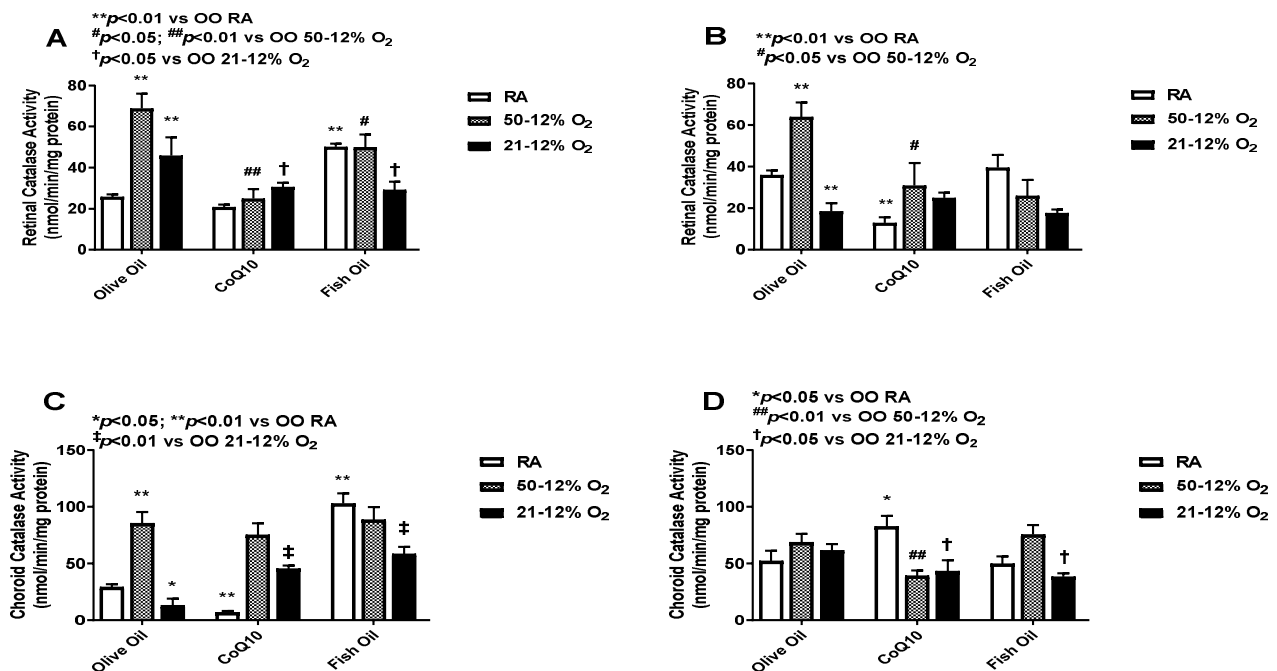 A
**p<0.01 vs OO RA
#p<0.05; ##p<0.01 vs OO 50-12% O2
†p<0.05 vs OO 21-12% O2
Retinal Catalase Activity
(nmol/min/mg protein)
80
60
40
20
0
**
**
##
†
**
#
†
Olive Oil
CoQ10
Fish Oil
RA
50-12% O2
21-12% O2
B
**p<0.01 vs OO RA
#p<0.05 vs OO 50-12% O2
Retinal Catalase Activity
(nmol/min/mg protein)
80
60
40
20
0
**
**
**
#
Olive Oil
CoQ10
Fish Oil
RA
50-12% O2
21-12% O2
C
*p<0.05; **p<0.01 vs OO RA
‡p<0.01 vs OO 21-12% O2
Choroid Catalase Activity
(nmol/min/mg protein)
150
100
50
0
**
*
**
‡
**
‡
Olive Oil
CoQ10
Fish Oil
RA
50-12% O2
21-12% O2
D
*p<0.05 vs OO RA
##p<0.01 vs OO 50-12% O2
†p<0.05 vs OO 21-12% O2
Choroid Catalase Activity
(nmol/min/mg protein)
150
100
50
0
*
##
†
†
Olive Oil
CoQ10
Fish Oil
RA
50-12% O2
21-12% O2